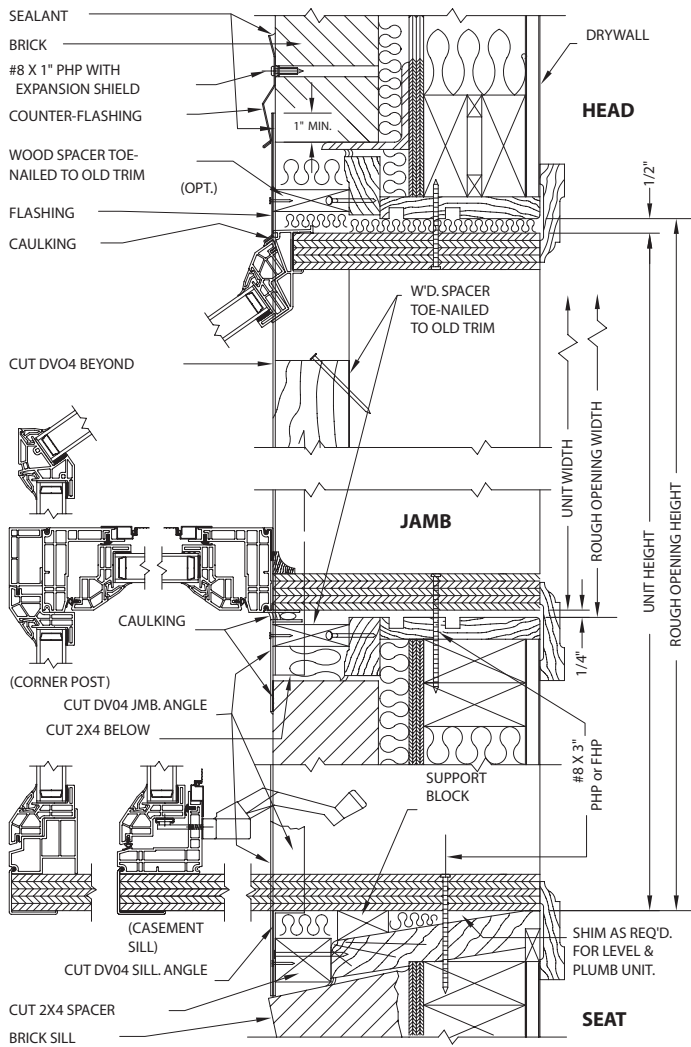 SEALANT
BRICK
#8 X 1" PHP WITH
EXPANSION SHIELD
COUNTER-FLASHING
1" MIN.
WOOD SPACER TOE-
NAILED TO OLD TRIM
(OPT.)
FLASHING
CAULKING
DRYWALL
HEAD
1/2"
W'D. SPACER
TOE-NAILED
TO OLD TRIM
CUT DVO4 BEYOND
UNIT WIDTH
ROUGH OPENING WIDTH
UNIT HEIGHT
ROUGH OPENING HEIGHT
JAMB
CAULKING
(CORNER POST)
CUT DV04 JMB. ANGLE
CUT 2X4 BELOW
1/4"
#8 X 3"
PHP or FHP
SUPPORT
BLOCK
(CASEMENT
SILL)
CUT DV04 SILL. ANGLE
SHIM AS REQ'D.
FOR LEVEL &
PLUMB UNIT.
CUT 2X4 SPACER
BRICK SILL
SEAT